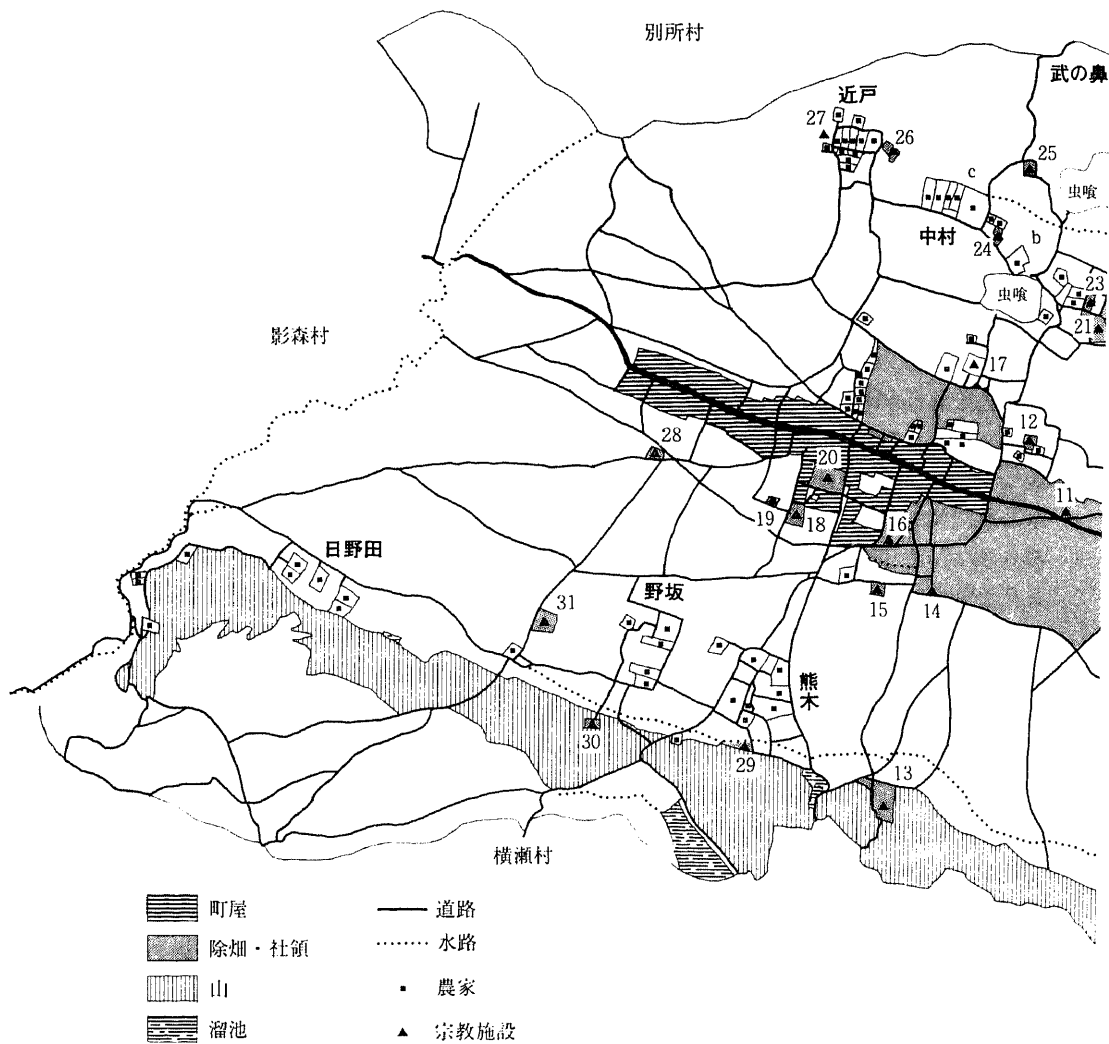 別所村
武の鼻
近戸
27
26
25
c
虫喰
中村
24
b
23
虫喰
21
影森村
17
28
12
20
11
19
18
16
日野田
野坂
31
15
14
熊木
30
29
13
横瀬村
町屋
道路
除畑・社領
水路
山
農家
溜池
宗教施設